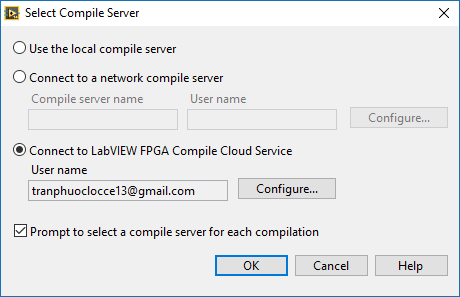 Select Compile Server
Use the local compile server
Connect to a network compile server
Compile server name User name
Configure...
Connect to LabVIEW FPGA Compile Cloud Service
User name
tranphuoclocce13@gmail.com Configure...
Prompt to select a compile server for each compilation
OK Cancel Help